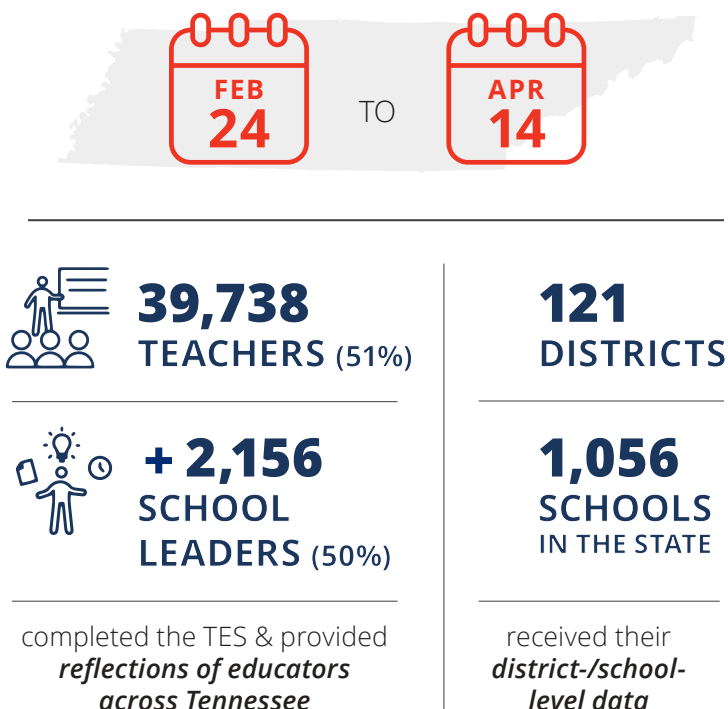 FEB
24
TO
APR
14
39,738
TEACHERS (51%)
+ 2,156
SCHOOL
LEADERS (50%)
completed the TES & provided
reflections of educators
across Tennessee
121
DISTRICTS
1,056
SCHOOLS
IN THE STATE
received their
district-/school-
level data